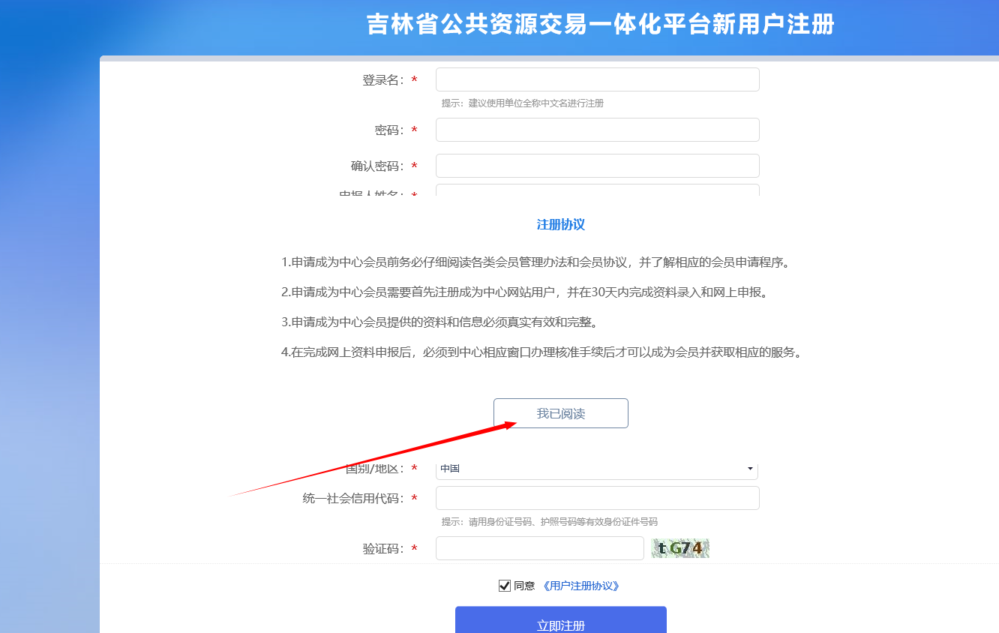 吉林省公共资源交易一体化平台新用户注册
登录名：*
提示：建议使用单位全称中文名进行注册
密码：*
确认密码：*
申报人姓名：*
注册协议
1.申请成为中心会员前务必仔细阅读各类会员管理办法和会员协议，并了解相应的会员申请程序。
2.申请成为中心会员需要首先注册成为中心网站用户，并在30天内完成资料录入和网上申报。
3.申请成为中心会员提供的资料和信息必须真实有效和完整。
4.在完成网上资料申报后，必须到中心相应窗口办理核准手续后才可以成为会员并获取相应的服务。
我已阅读
国别/地区：* 中国
统一社会信用代码：*
提示：请用身份证号码、护照号码等有效身份证件号码
验证码：* tG74
同意 《用户注册协议》
立即注册